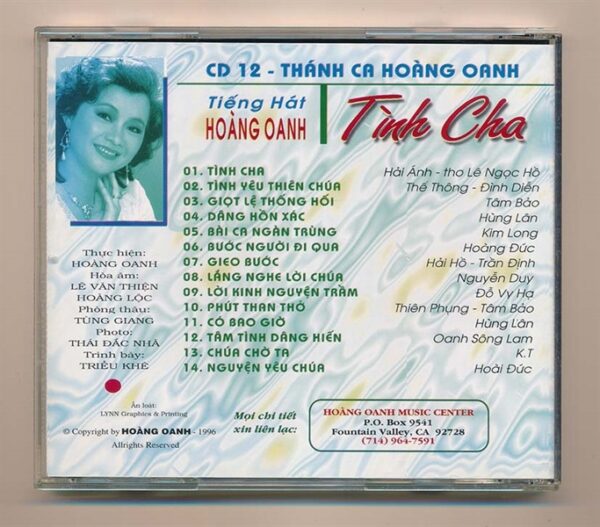 CD 12 - THÁNH CA HOÀNG OANH
Tiếng Hát
HOÀNG OANH
Tình Cha
01. TÌNH CHA Hải Ánh - thơ Lê Ngọc Hồ
02. TÌNH YÊU THIÊN CHÚA Thế Thông - Đình Diễn
03. GIỌT LỆ THỐNG HỐI Tâm Bảo
04. DÂNG HỒN XÁC Hùng Lân
05. BÀI CA NGÀN TRÙNG Kim Long
06. BƯỚC NGƯỜI ĐI QUA Hoàng Đức
07. GIEO BƯỚC Hải Hồ - Trần Định
08. LẮNG NGHE LỜI CHÚA Nguyễn Duy
09. LỜI KINH NGUYỆN TRẦM Đỗ Vy Hạ
10. PHÚT THAN THỞ Thiên Phụng - Tâm Bảo
11. CÓ BAO GIỜ Hùng Lân
12. TÂM TÌNH DÂNG HIẾN Oanh Sông Lam
13. CHÚA CHỜ TA K.T
14. NGUYỆN YÊU CHÚA Hoài Đức
Thực hiện:
HOÀNG OANH
Hòa âm:
LÊ VĂN THIỆN
HOÀNG LỘC
Phòng thâu:
TÙNG GIANG
Photo:
THÁI ĐẮC NHÃ
Trình bày:
TRIỀU KHÊ
Ấn loát:
LYNN Graphics & Printing
© Copyright by HOÀNG OANH - 1996
Allrights Reserved
Mọi chi tiết
xin liên lạc:
HOÀNG OANH MUSIC CENTER
P.O. Box 9541
Fountain Valley, CA 92728
(714) 964-7591